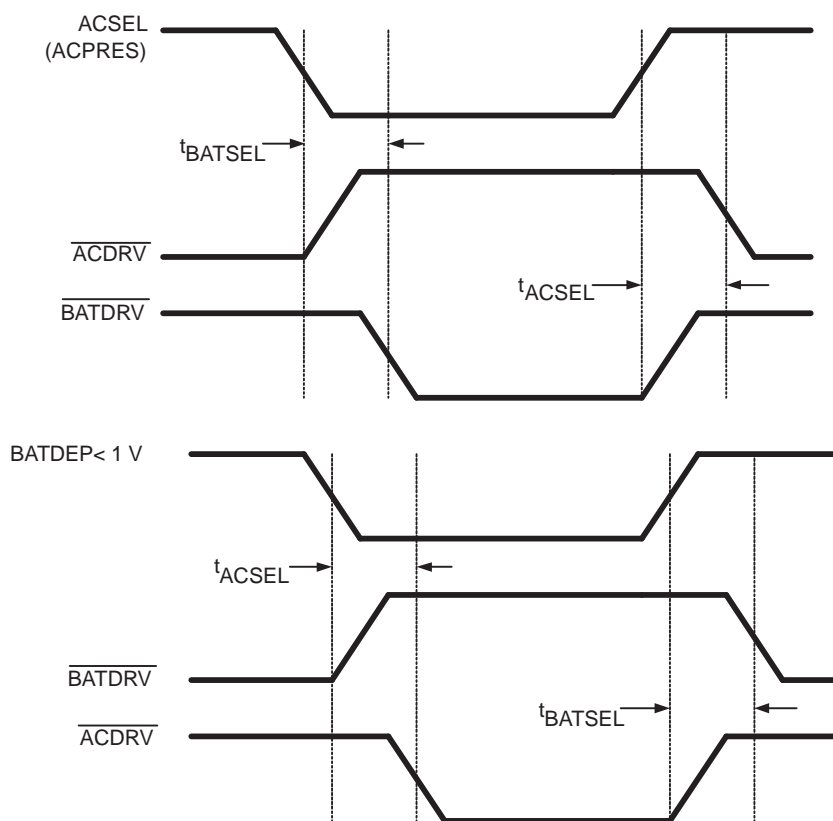 ACSEL
(ACPRES)
tBATSEL
ACDRV
tACSEL
BATDRV
BATDEP< 1 V
tACSEL
BATDRV
tBATSEL
ACDRV